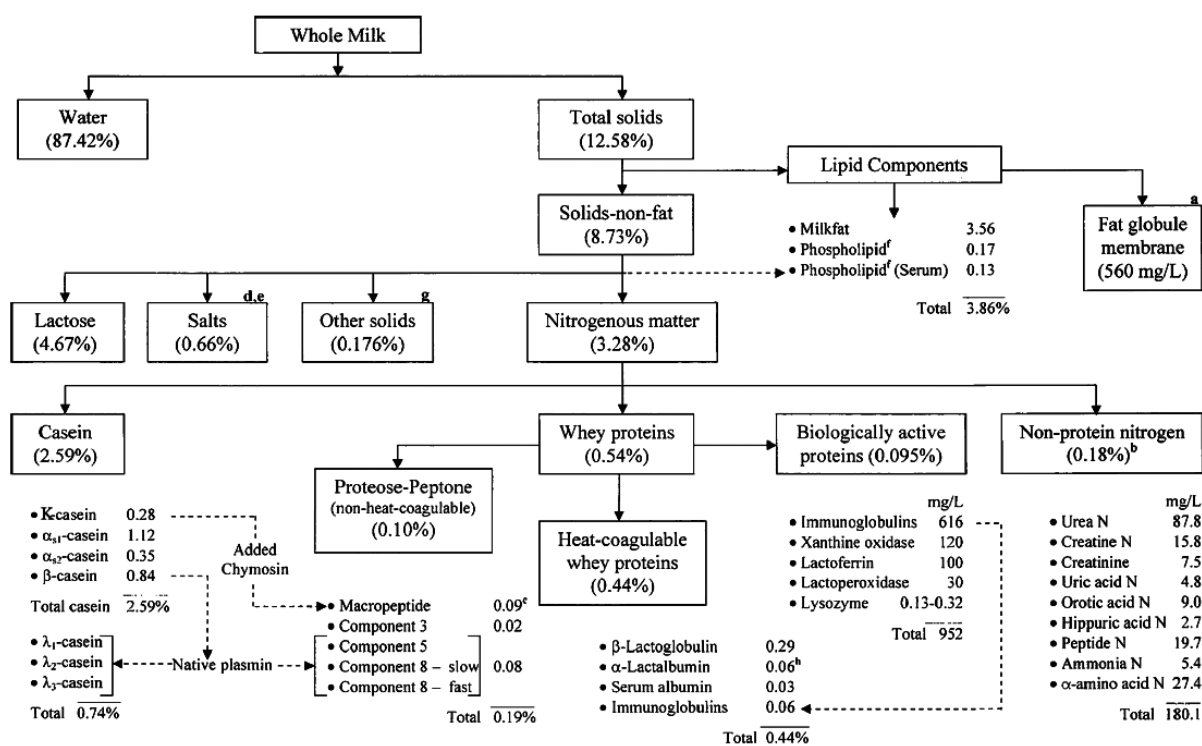 Whole Milk
Water
(87.42%)
Total solids
(12.58%)
Lipid Components
Solids-non-fat
(8.73%)
• Milkfat 3.56
• Phospholipid^f 0.17
• Phospholipid^f (Serum) 0.13
Total 3.86%
a
Fat globule
membrane
(560 mg/L)
Lactose
(4.67%)
d,e
Salts
(0.66%)
g
Other solids
(0.176%)
Nitrogenous matter
(3.28%)
Casein
(2.59%)
Whey proteins
(0.54%)
Biologically active
proteins (0.095%)
Non-protein nitrogen
(0.18%)^b
Proteose-Peptone
(non-heat-coagulable)
(0.10%)
Heat-coagulable
whey proteins
(0.44%)
• K-casein 0.28
• αs1-casein 1.12
• αs2-casein 0.35
• β-casein 0.84
Total casein 2.59%
Added
Chymosin
• λ1-casein
• λ2-casein
• λ3-casein
Total 0.74%
Native plasmin
• Macropeptide 0.09^c
• Component 3 0.02
• Component 5
• Component 8 – slow 0.08
• Component 8 – fast
Total 0.19%
mg/L
• Immunoglobulins 616
• Xanthine oxidase 120
• Lactoferrin 100
• Lactoperoxidase 30
• Lysozyme 0.13-0.32
Total 952
• β-Lactoglobulin 0.29
• α-Lactalbumin 0.06^h
• Serum albumin 0.03
• Immunoglobulins 0.06
Total 0.44%
mg/L
• Urea N 87.8
• Creatine N 15.8
• Creatinine 7.5
• Uric acid N 4.8
• Orotic acid N 9.0
• Hippuric acid N 2.7
• Peptide N 19.7
• Ammonia N 5.4
• α-amino acid N 27.4
Total 180.1